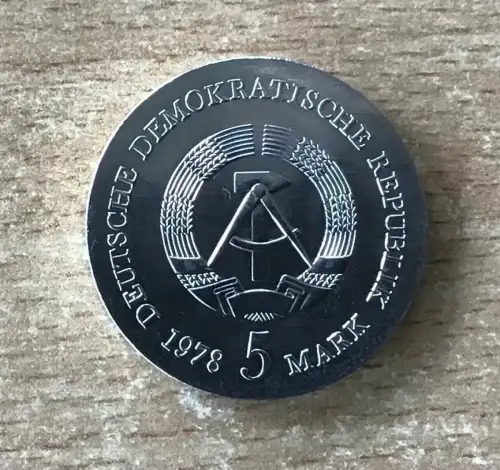 DEUTSCHE DEMOKRATISCHE REPUBLIK
1978 5 MARK